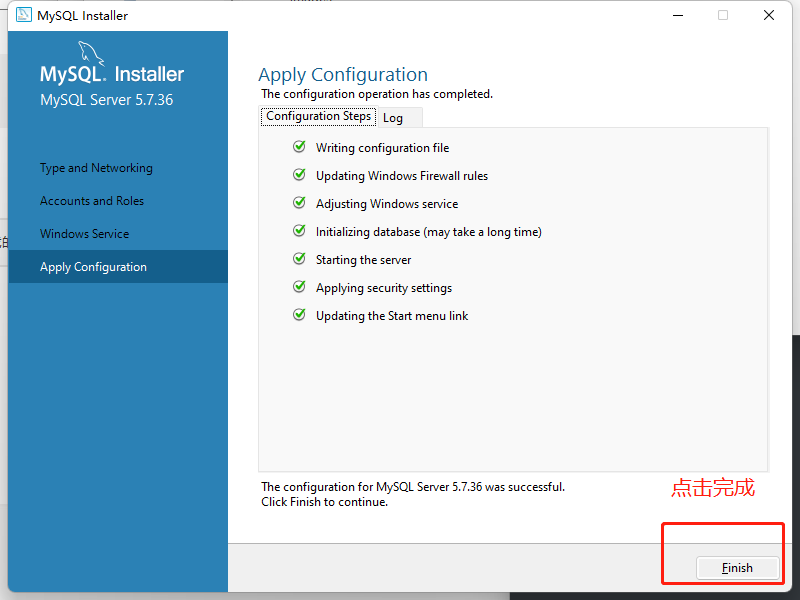 MySQL Installer
MySQL. Installer
MySQL Server 5.7.36
Type and Networking
Accounts and Roles
Windows Service
Apply Configuration
Apply Configuration
The configuration operation has completed.
Configuration Steps
Log
Writing configuration file
Updating Windows Firewall rules
Adjusting Windows service
Initializing database (may take a long time)
Starting the server
Applying security settings
Updating the Start menu link
The configuration for MySQL Server 5.7.36 was successful.
Click Finish to continue.
点击完成
Finish